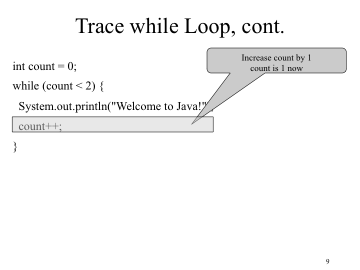 Trace while Loop, cont.
Increase count by 1
count is 1 now
int count = 0;
while (count < 2) {
System.out.println("Welcome to Java!"
count++;
}
9